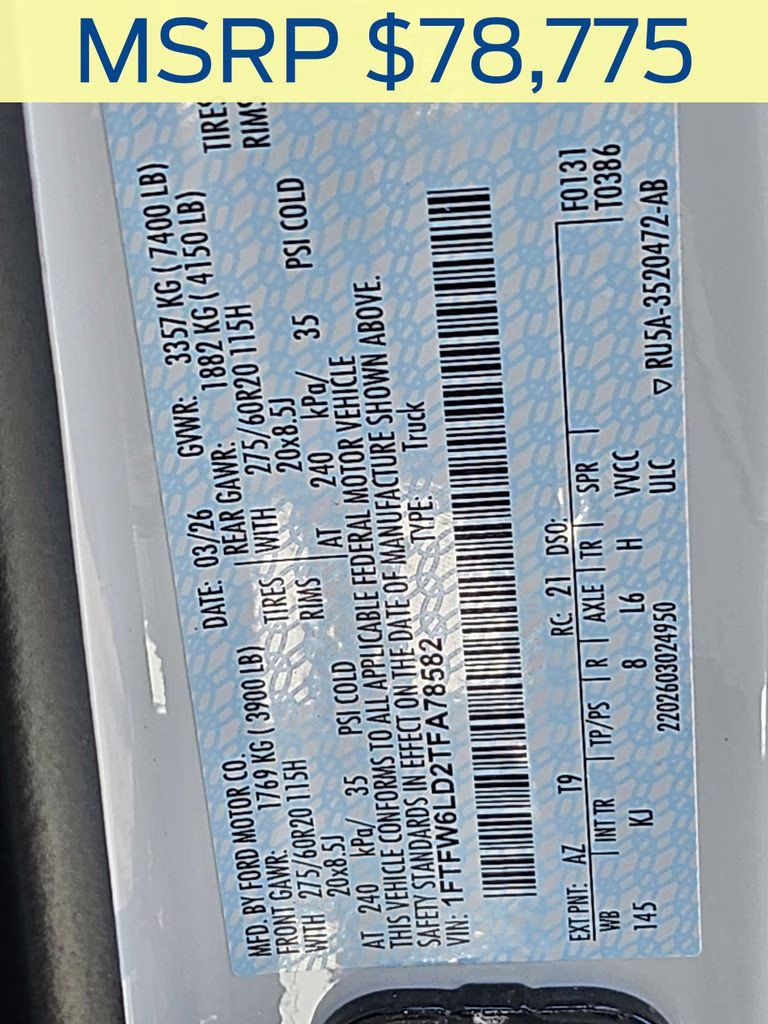 MSRP $78,775
MFD. BY FORD MOTOR CO. DATE: 03/26 GVWR: 3357 KG ( 7400 LB)
FRONT GAWR: 1769 KG ( 3900 LB) REAR GAWR: 1882 KG ( 4150 LB) TIRES
WITH 275/60R20 115H TIRES WITH 275/60R20 115H RIMS
20x8.5J RIMS 20x8.5J
AT 240 kPa/ 35 PSI COLD AT 240 kPa/ 35 PSI COLD
THIS VEHICLE CONFORMS TO ALL APPLICABLE FEDERAL MOTOR VEHICLE
SAFETY STANDARDS IN EFFECT ON THE DATE OF MANUFACTURE SHOWN ABOVE.
VIN: 1FTFW6LD2TFA78582 TYPE: Truck
EXT PNT: AZ T9 RC: 21 DSO: F0131
WB INT TR TP/PS R AXLE TR SPR T0386
145 KJ 8 L6 H VVCC
2202603024950 ULC ▽ RU5A-3520472-AB